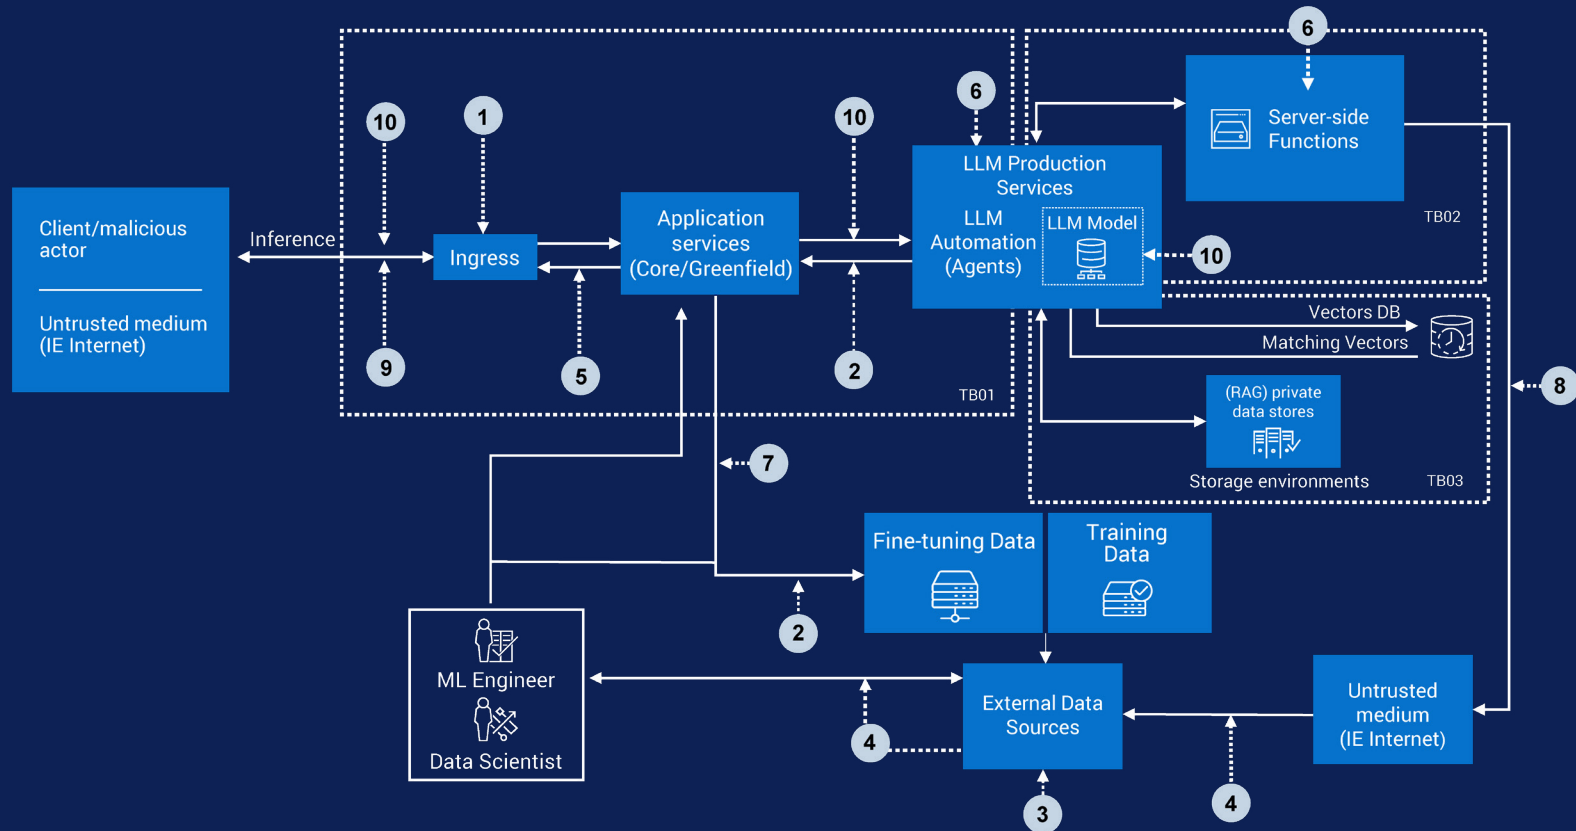 6
6
10
1
10
Server-side
Functions
LLM Production
Services
TB02
Client/malicious
actor
Inference
Application
services
(Core/Greenfield)
LLM
Automation
(Agents)
LLM Model
Ingress
10
Untrusted medium
(IE Internet)
Vectors DB
Matching Vectors
9
5
2
TB01
8
(RAG) private
data stores
7
Storage environments
TB03
Fine-tuning Data
Training
Data
2
ML Engineer
Data Scientist
4
External Data
Sources
Untrusted
medium
(IE Internet)
3
4